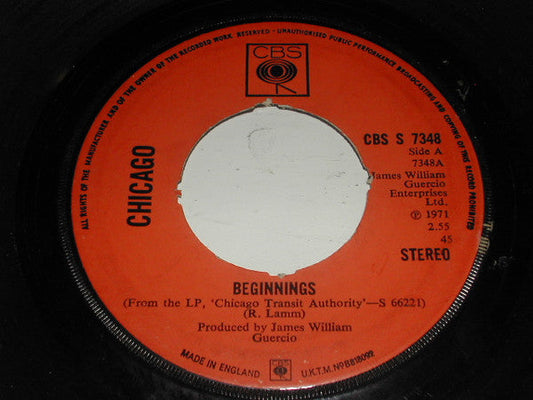 ALL RIGHTS OF THE MANUFACTURER AND OF THE OWNER OF THE RECORDED WORK RESERVED - UNAUTHORISED PUBLIC PERFORMANCE BROADCASTING AND COPYING OF THIS RECORD PROHIBITED
CBS
CHICAGO
CBS S 7348
Side A
7348A
James William
Guercio
Enterprises
Ltd.
℗ 1971
2.55
45
STEREO
BEGINNINGS
(From the LP, 'Chicago Transit Authority'—S 66221)
(R. Lamm)
Produced by James William
Guercio
MADE IN ENGLAND
CBS
U.K.T.M. NºB818099